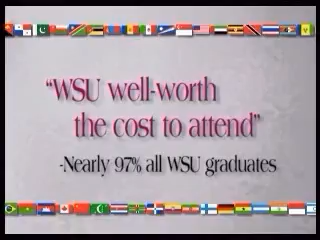 “WSU well-worth
the cost to attend”
-Nearly 97% all WSU graduates